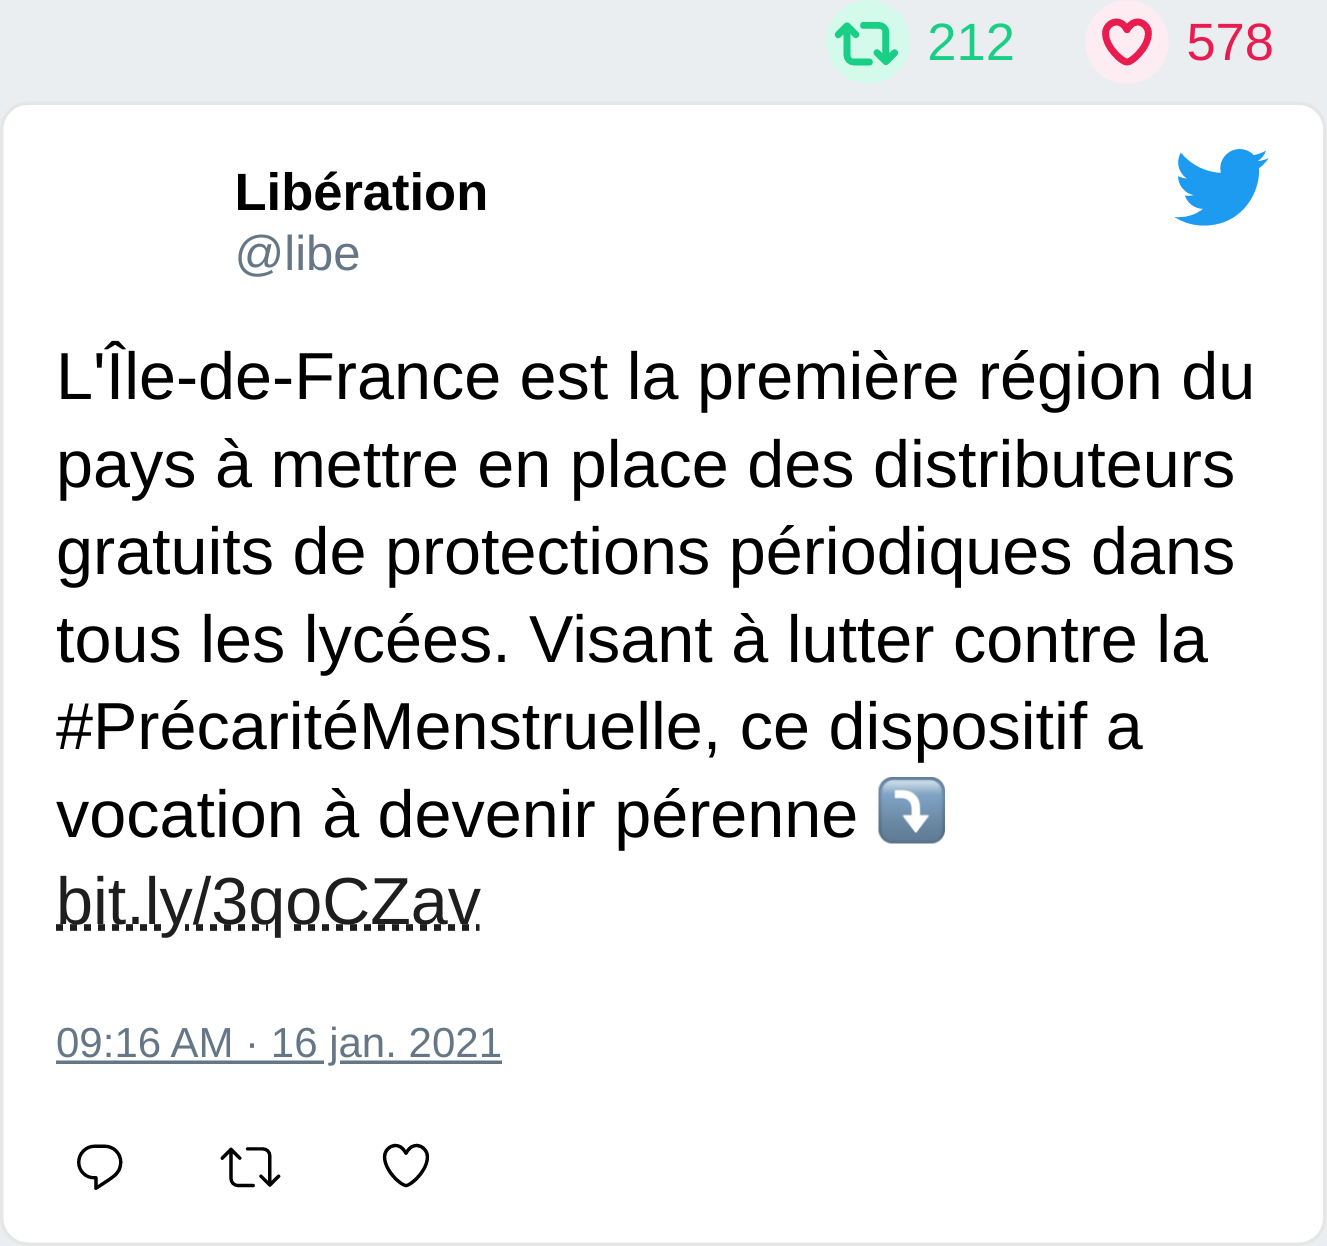 212 578
Libération
@libe
L'Île-de-France est la première région du
pays à mettre en place des distributeurs
gratuits de protections périodiques dans
tous les lycées. Visant à lutter contre la
#PrécaritéMenstruelle, ce dispositif a
vocation à devenir pérenne ⤵️
bit.ly/3qoCZav
09:16 AM · 16 jan. 2021